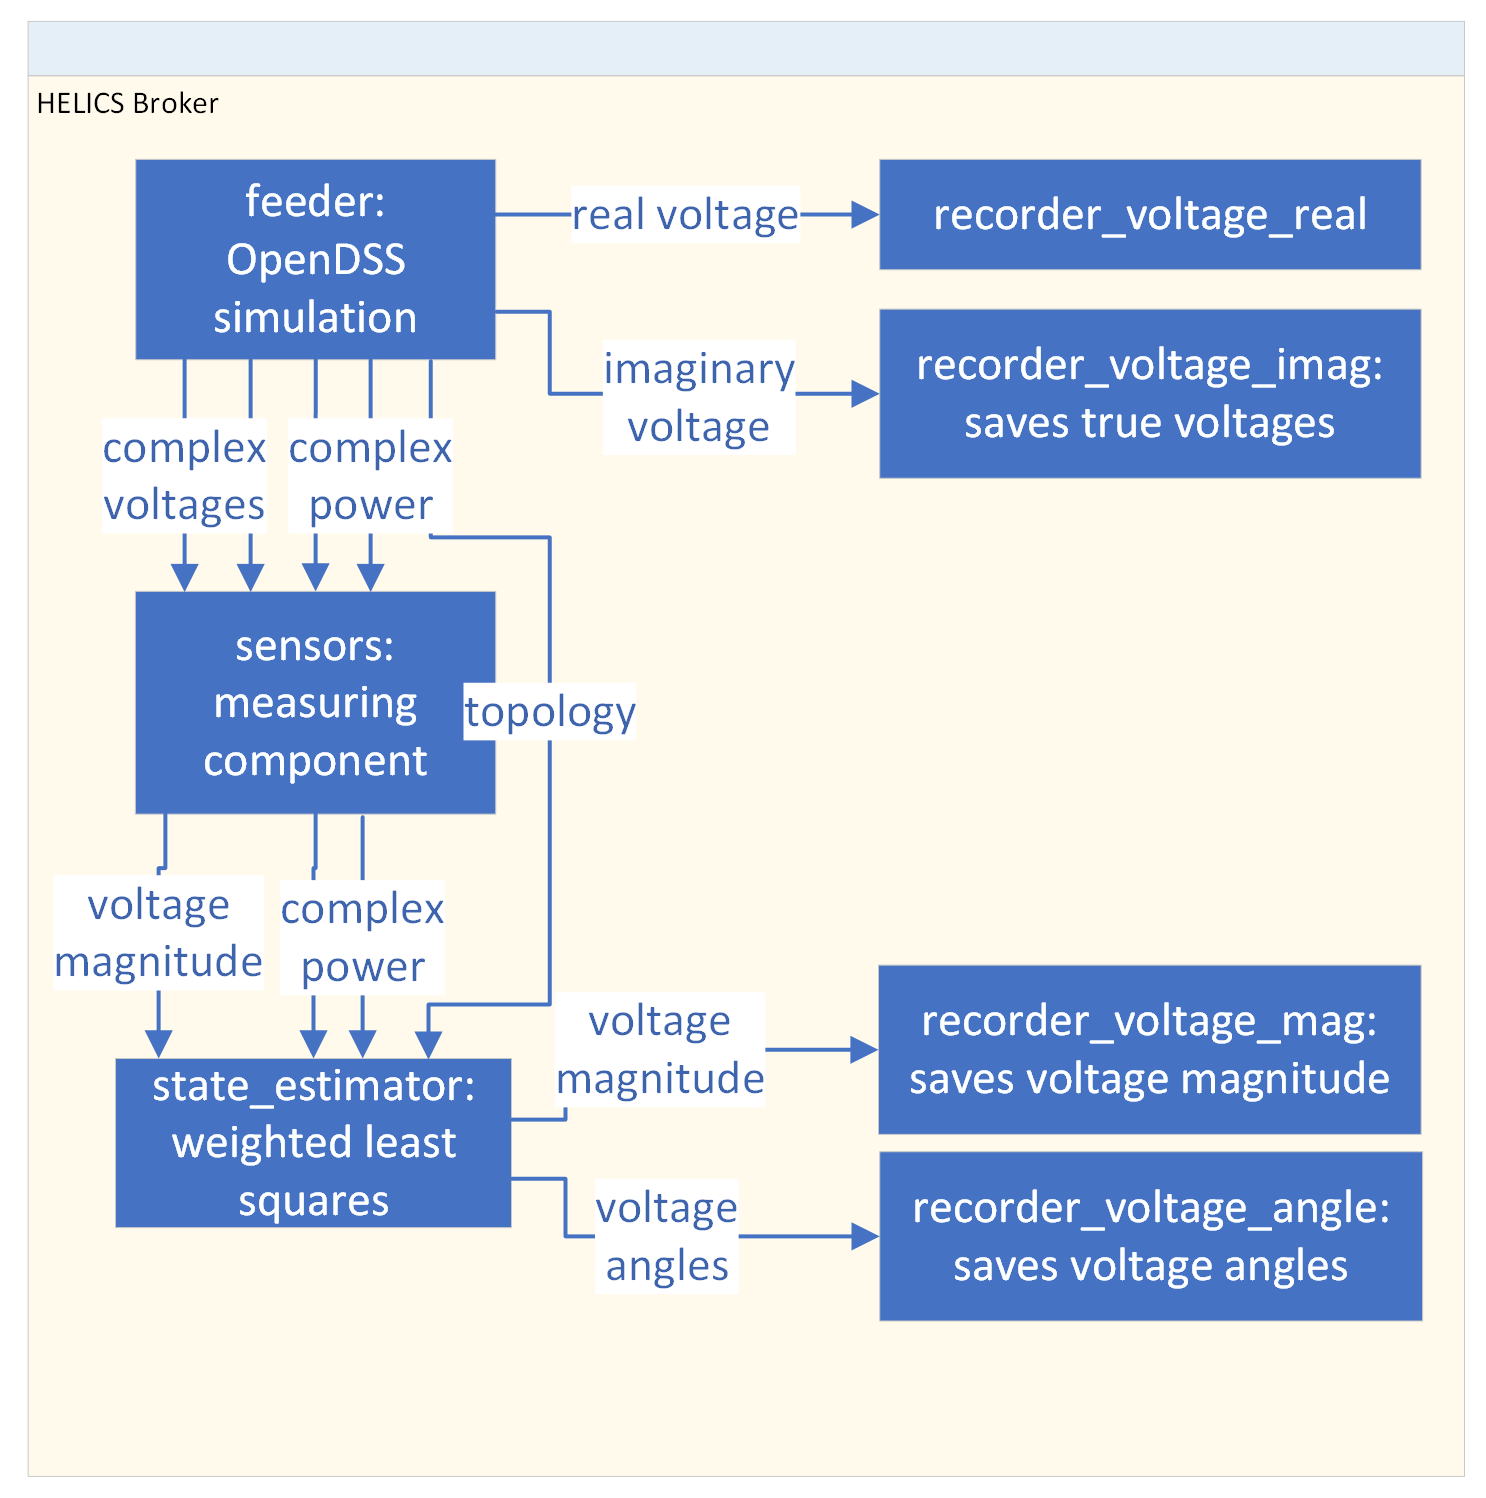 HELICS Broker
feeder:
OpenDSS
simulation
real voltage
recorder_voltage_real
imaginary
voltage
recorder_voltage_imag:
saves true voltages
complex
voltages
complex
power
sensors:
measuring
component
topology
voltage
magnitude
complex
power
state_estimator:
weighted least
squares
voltage
magnitude
recorder_voltage_mag:
saves voltage magnitude
voltage
angles
recorder_voltage_angle:
saves voltage angles